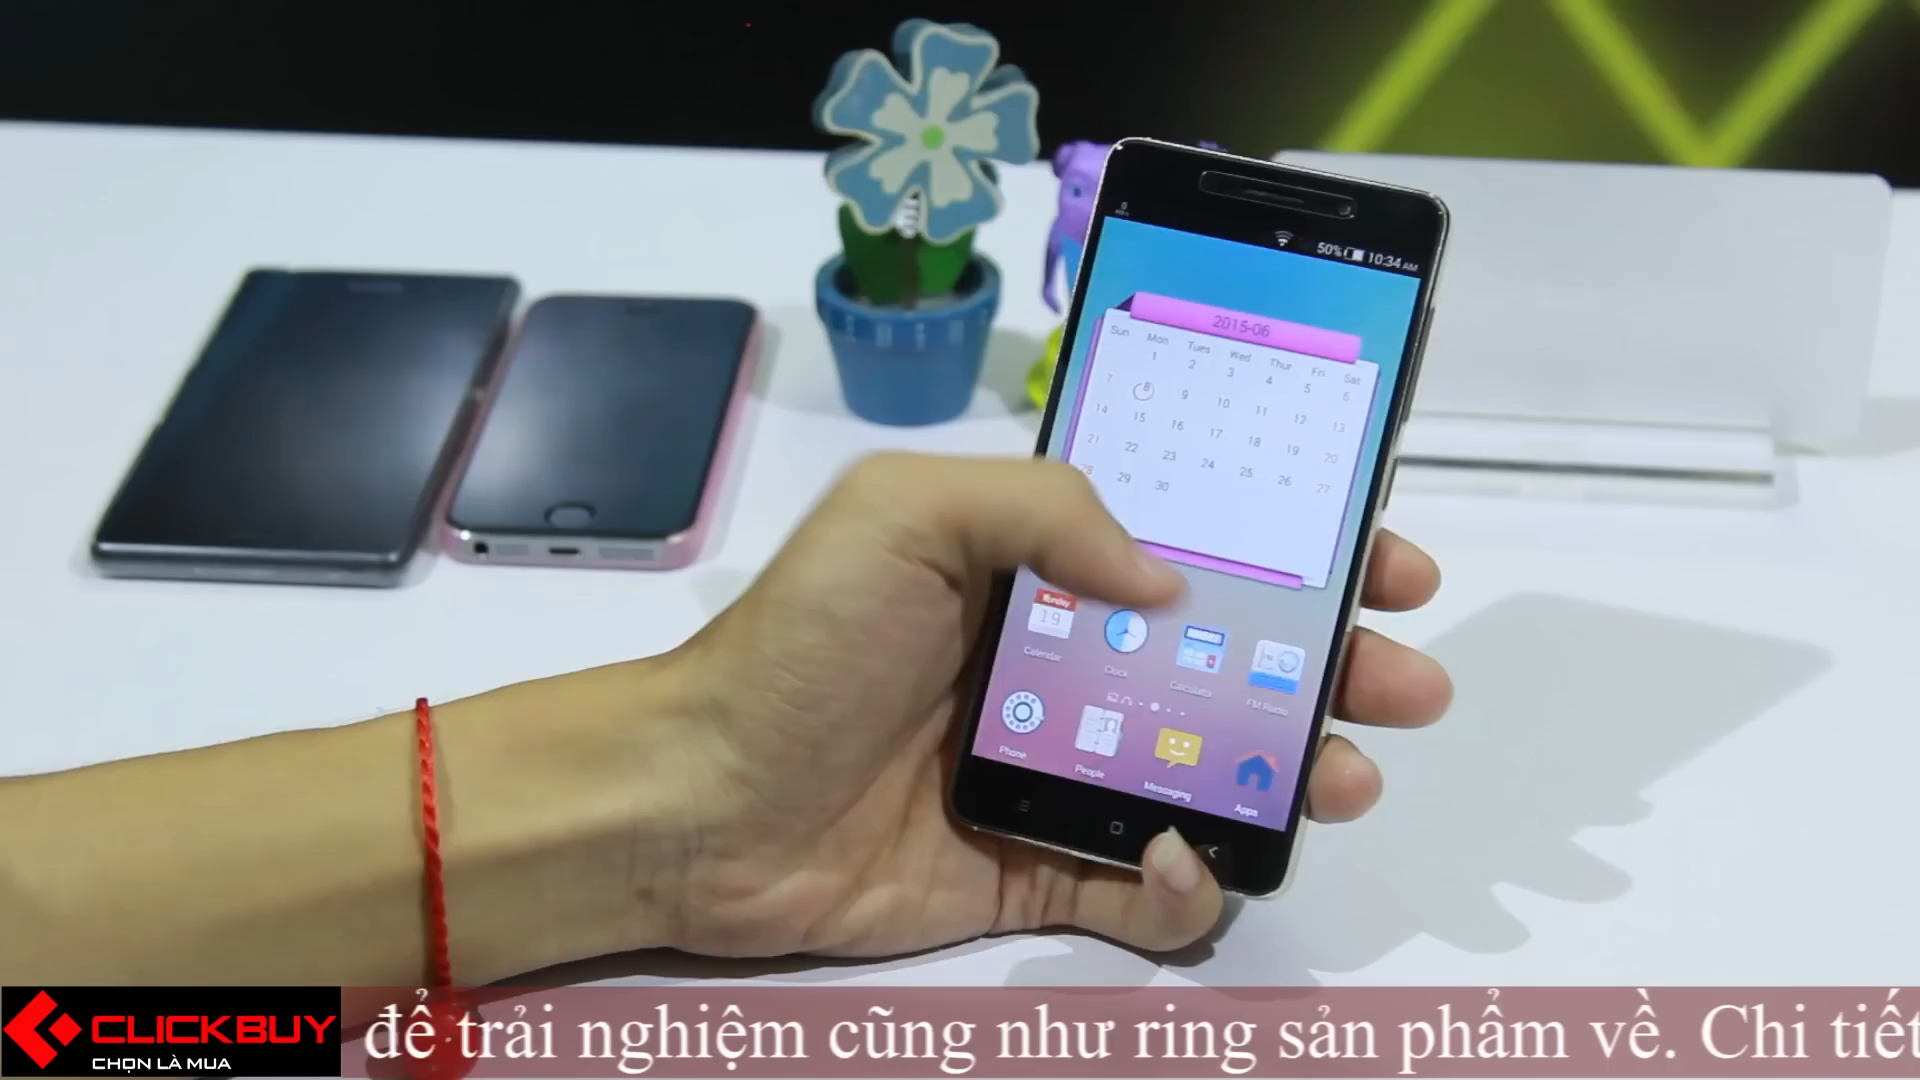 50% 10:34 AM
2015-06
Sun Mon Tues Wed Thur Fri Sat
1 2 3 4 5 6
7 8 9 10 11 12 13
14 15 16 17 18 19 20
21 22 23 24 25 26 27
28 29 30
Monday
19
Calendar Clock Calculator FM Radio
Phone People Messaging Apps
CLICKBUY
CHỌN LÀ MUA
để trải nghiệm cũng như ring sản phẩm về. Chi tiết